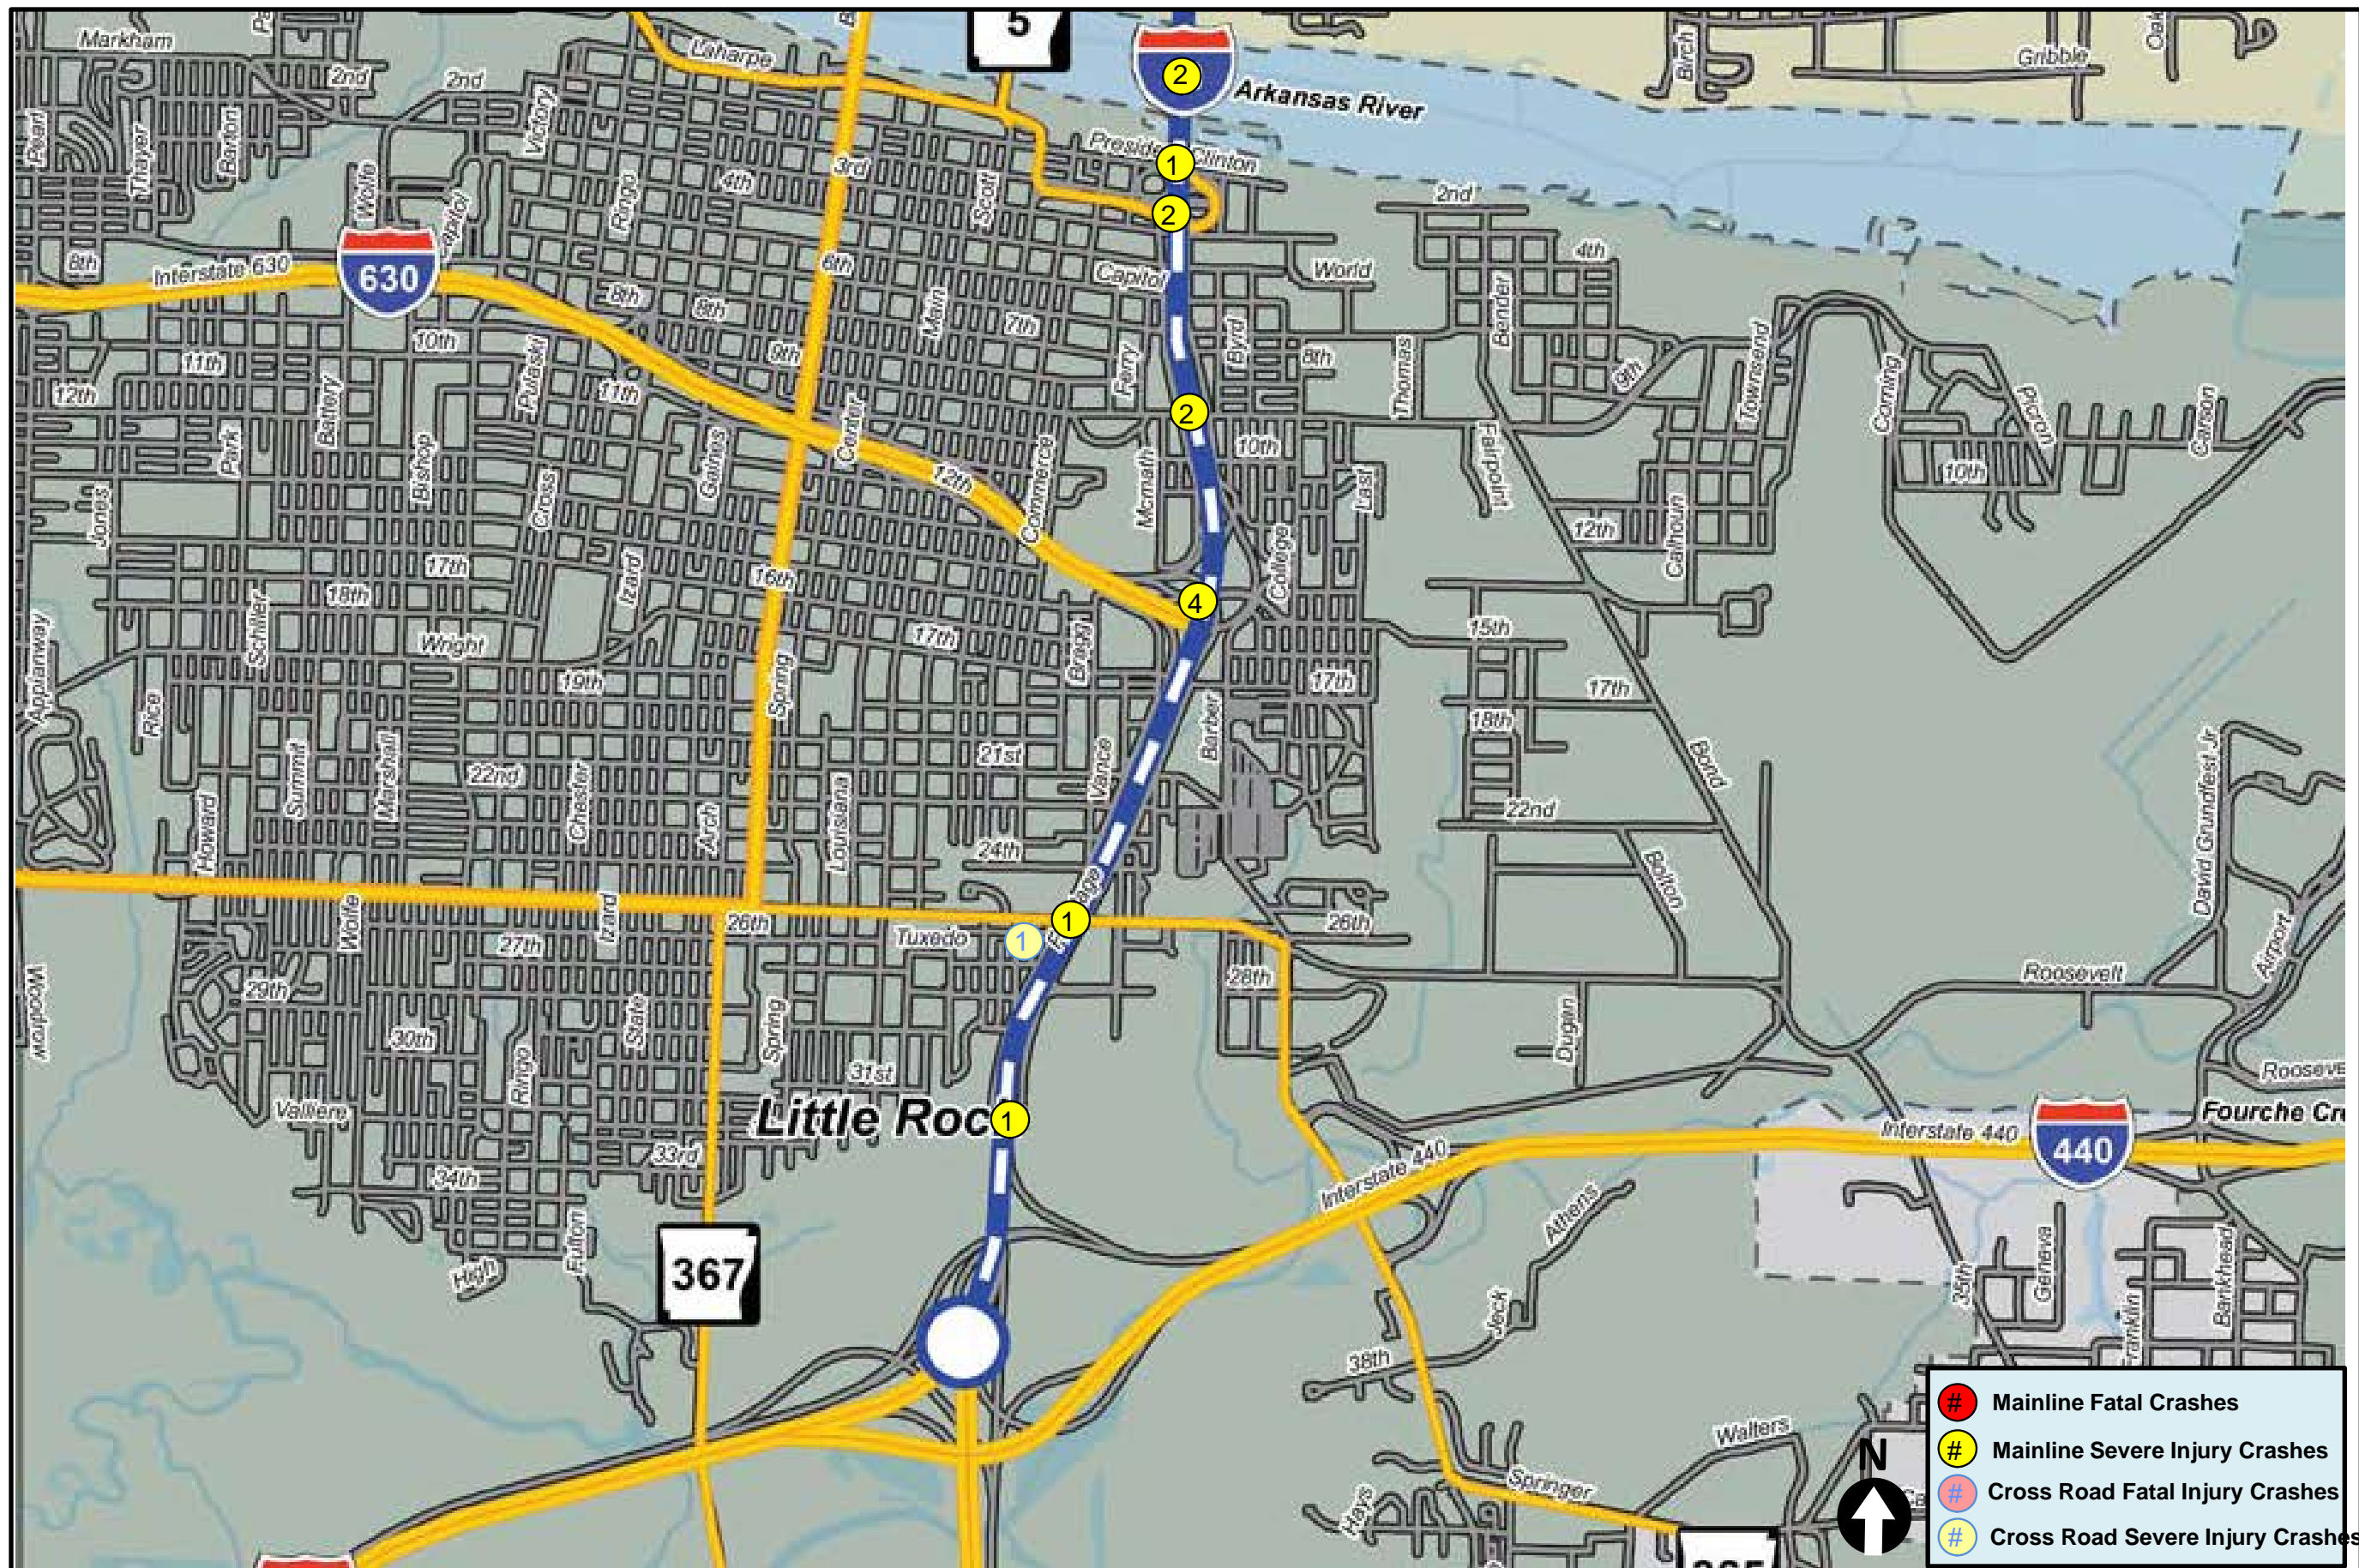 5
Markham
Laharpe
Birch
Gribble
2nd
2nd
2
Arkansas River
Pearl
Thayer
Barton
Victory
President Clinton
1
3rd
4th
Wolfe
Ringo
Scott
2
2nd
Capitol
8th
Interstate 630
630
6th
Capitol
World
4th
8th
8th
Main
7th
Byrd
Bender
10th
11th
9th
Ferry
8th
Thomas
Townsend
Pulaski
12th
Battery
11th
9th
Corning
Picron
Carson
2
Center
Park
Bishop
Gaines
12th
Commerce
Mcmath
10th
Fairpoint
10th
Jones
Cross
Last
12th
Calhoun
17th
Izard
16th
College
18th
4
Applanway
Schiller
Wright
17th
Bragg
15th
19th
Spring
17th
17th
Rice
Barber
18th
Summit
Marshall
22nd
21st
Vance
Bond
David Grundfest Jr
Howard
Chester
Arch
Louisiana
22nd
24th
Bolton
Wolfe
Izard
26th
1
26th
27th
Tuxedo
1
Airport
29th
28th
Roosevelt
Woodrow
State
Spring
30th
Dugan
Ringo
31st
Valliere
Little Roc
1
Fourche Cre
33rd
Interstate 440
440
34th
Interstate 440
Athens
Fulton
High
367
Jeck
35th
Geneva
Bankhead
Franklin
38th
# Mainline Fatal Crashes
Walters
N
# Mainline Severe Injury Crashes
Springer
# Cross Road Fatal Injury Crashes
Hays
# Cross Road Severe Injury Crashes